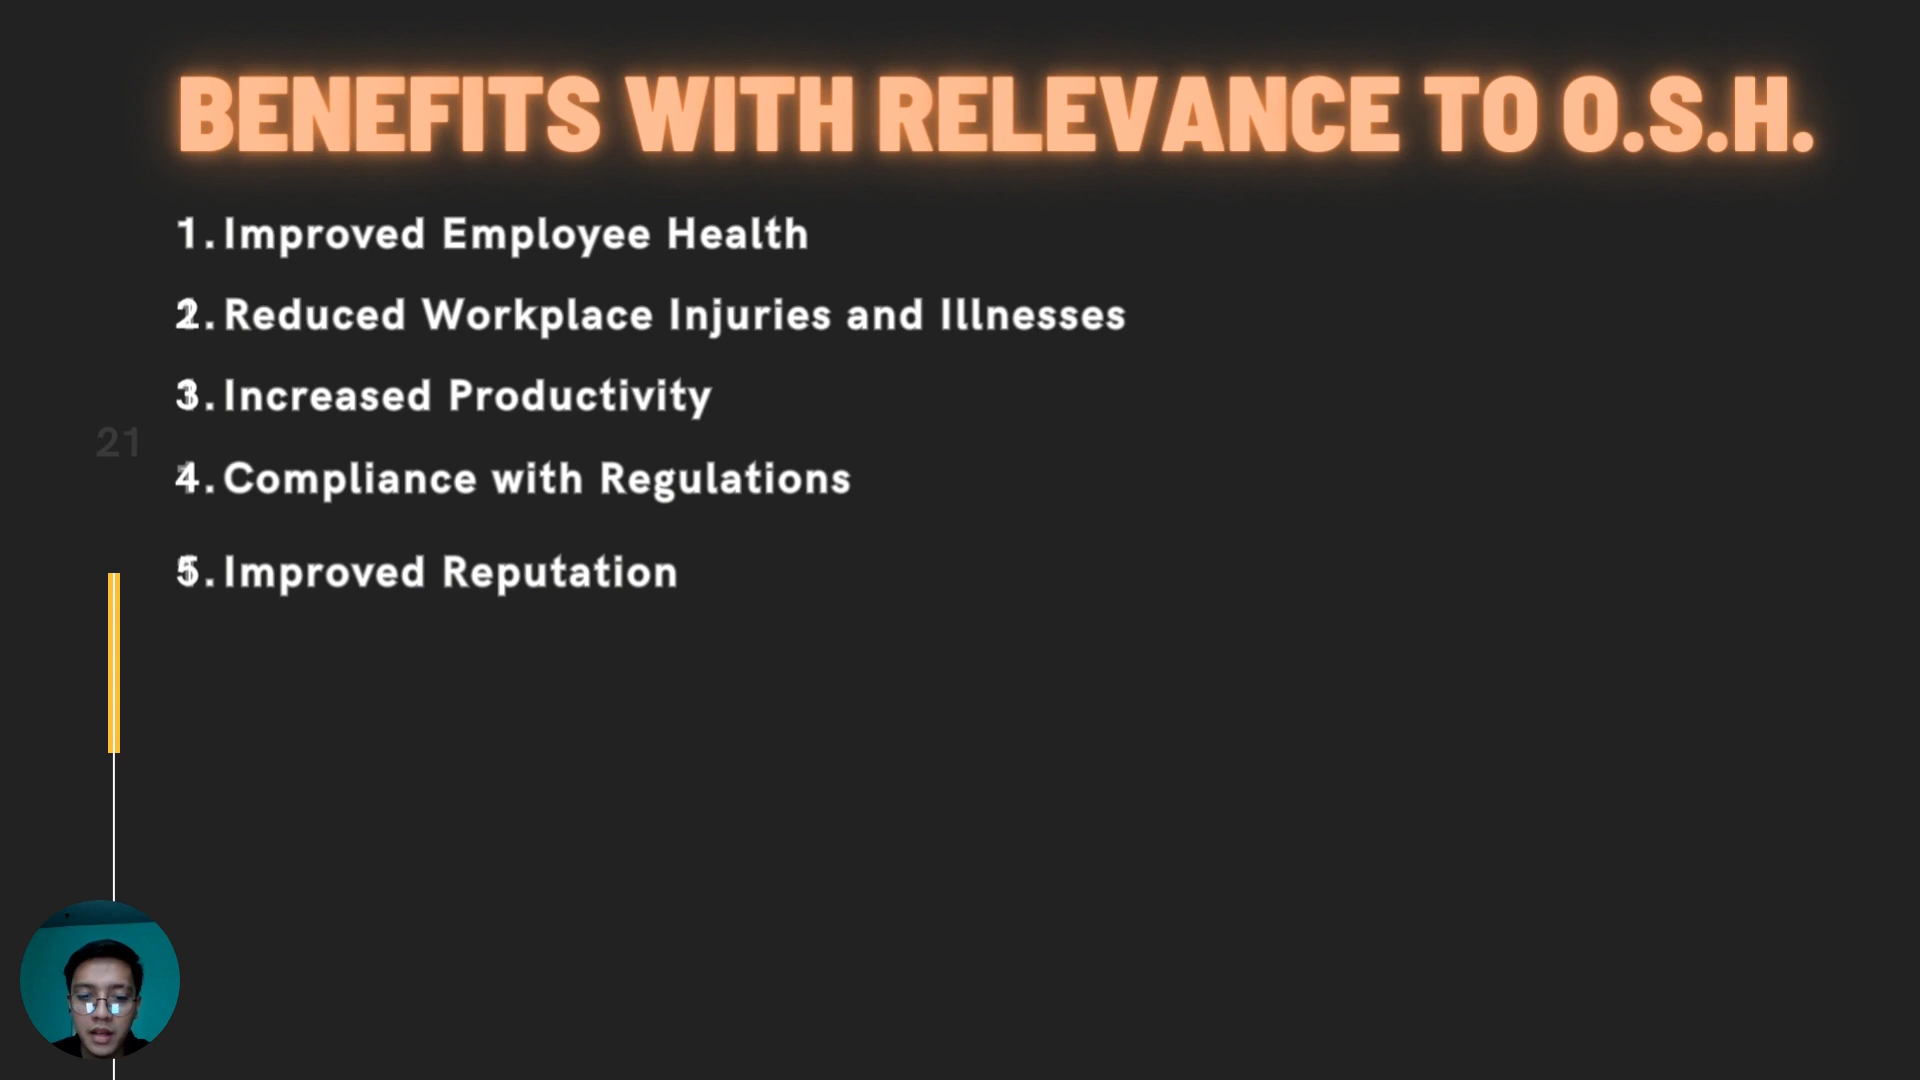 BENEFITS WITH RELEVANCE TO O.S.H.
1. Improved Employee Health
2. Reduced Workplace Injuries and Illnesses
3. Increased Productivity
21
4. Compliance with Regulations
5. Improved Reputation